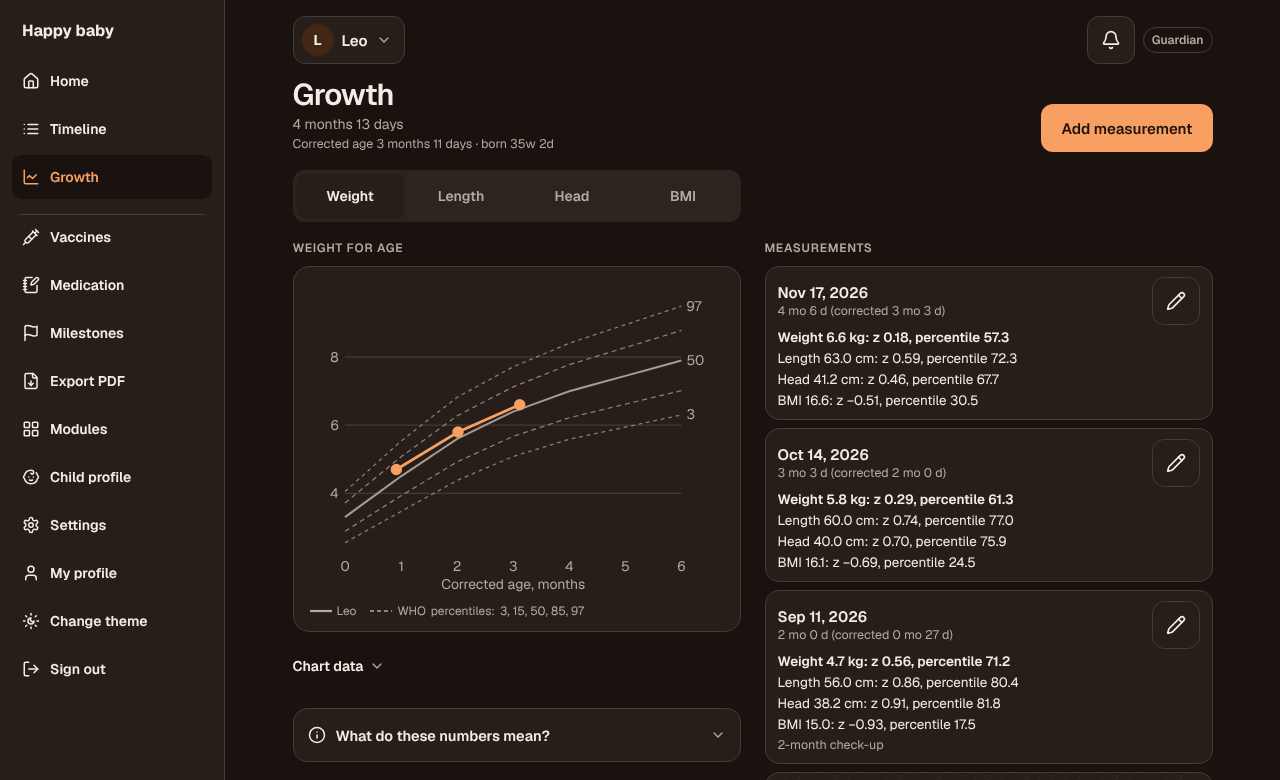 Happy baby
Home
Timeline
Growth
Vaccines
Medication
Milestones
Export PDF
Modules
Child profile
Settings
My profile
Change theme
Sign out
L Leo
Guardian
Growth
4 months 13 days
Corrected age 3 months 11 days · born 35w 2d
Add measurement
Weight Length Head BMI
WEIGHT FOR AGE
97
8
50
6
3
4
0 1 2 3 4 5 6
Corrected age, months
Leo WHO percentiles: 3, 15, 50, 85, 97
Chart data
What do these numbers mean?
MEASUREMENTS
Nov 17, 2026
4 mo 6 d (corrected 3 mo 3 d)
Weight 6.6 kg: z 0.18, percentile 57.3
Length 63.0 cm: z 0.59, percentile 72.3
Head 41.2 cm: z 0.46, percentile 67.7
BMI 16.6: z −0.51, percentile 30.5
Oct 14, 2026
3 mo 3 d (corrected 2 mo 0 d)
Weight 5.8 kg: z 0.29, percentile 61.3
Length 60.0 cm: z 0.74, percentile 77.0
Head 40.0 cm: z 0.70, percentile 75.9
BMI 16.1: z −0.69, percentile 24.5
Sep 11, 2026
2 mo 0 d (corrected 0 mo 27 d)
Weight 4.7 kg: z 0.56, percentile 71.2
Length 56.0 cm: z 0.86, percentile 80.4
Head 38.2 cm: z 0.91, percentile 81.8
BMI 15.0: z −0.93, percentile 17.5
2-month check-up